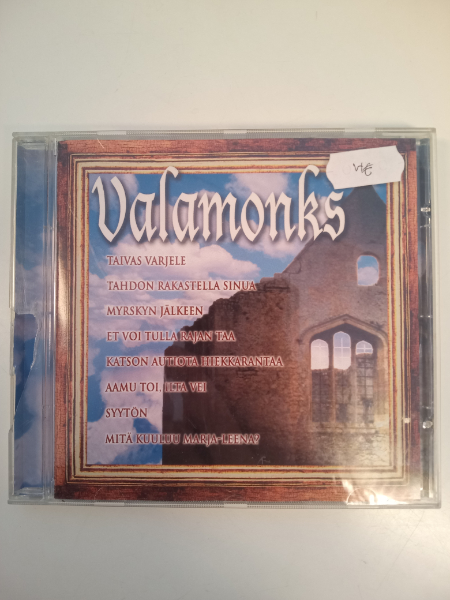 Valamonks
TAIVAS VARJELE
TAHDON RAKASTELLA SINUA
MYRSKYN JÄLKEEN
ET VOI TULLA RAJAN TAA
KATSON AUTIOTA HIEKKARANTAA
AAMU TOI, ILTA VEI
SYYTÖN
MITÄ KUULUU MARJA-LEENA?